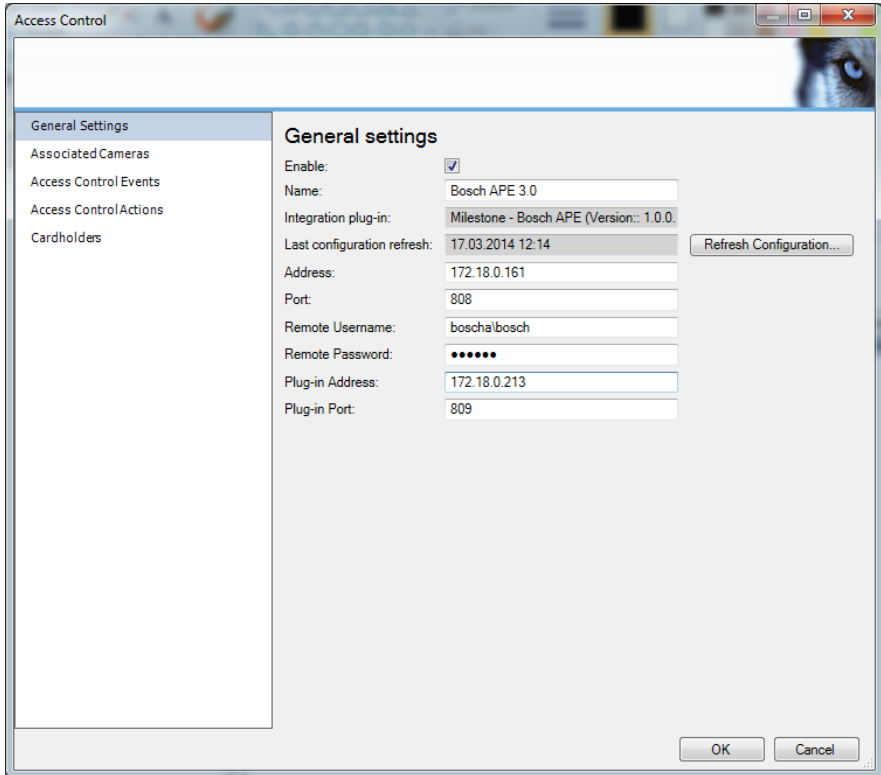 Access Control
General Settings
Associated Cameras
Access Control Events
Access Control Actions
Cardholders
General settings
Enable:
Name: Bosch APE 3.0
Integration plug-in: Milestone - Bosch APE (Version:: 1.0.0.
Last configuration refresh: 17.03.2014 12:14 Refresh Configuration...
Address: 172.18.0.161
Port: 808
Remote Username: boscha\bosch
Remote Password: ●●●●●●
Plug-in Address: 172.18.0.213
Plug-in Port: 809
OK Cancel